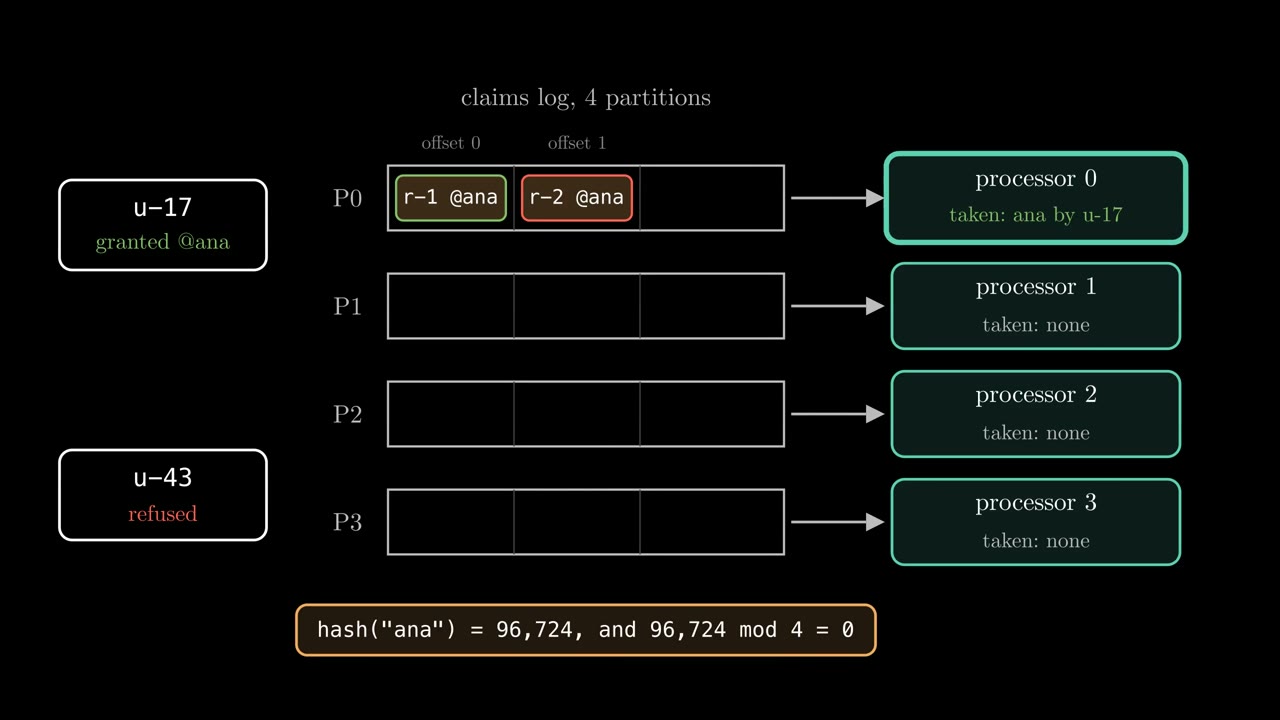 claims log, 4 partitions
offset 0 offset 1
u-17
granted @ana
P0 r-1 @ana r-2 @ana
processor 0
taken: ana by u-17
P1
processor 1
taken: none
P2
processor 2
taken: none
u-43
refused
P3
processor 3
taken: none
hash("ana") = 96,724, and 96,724 mod 4 = 0